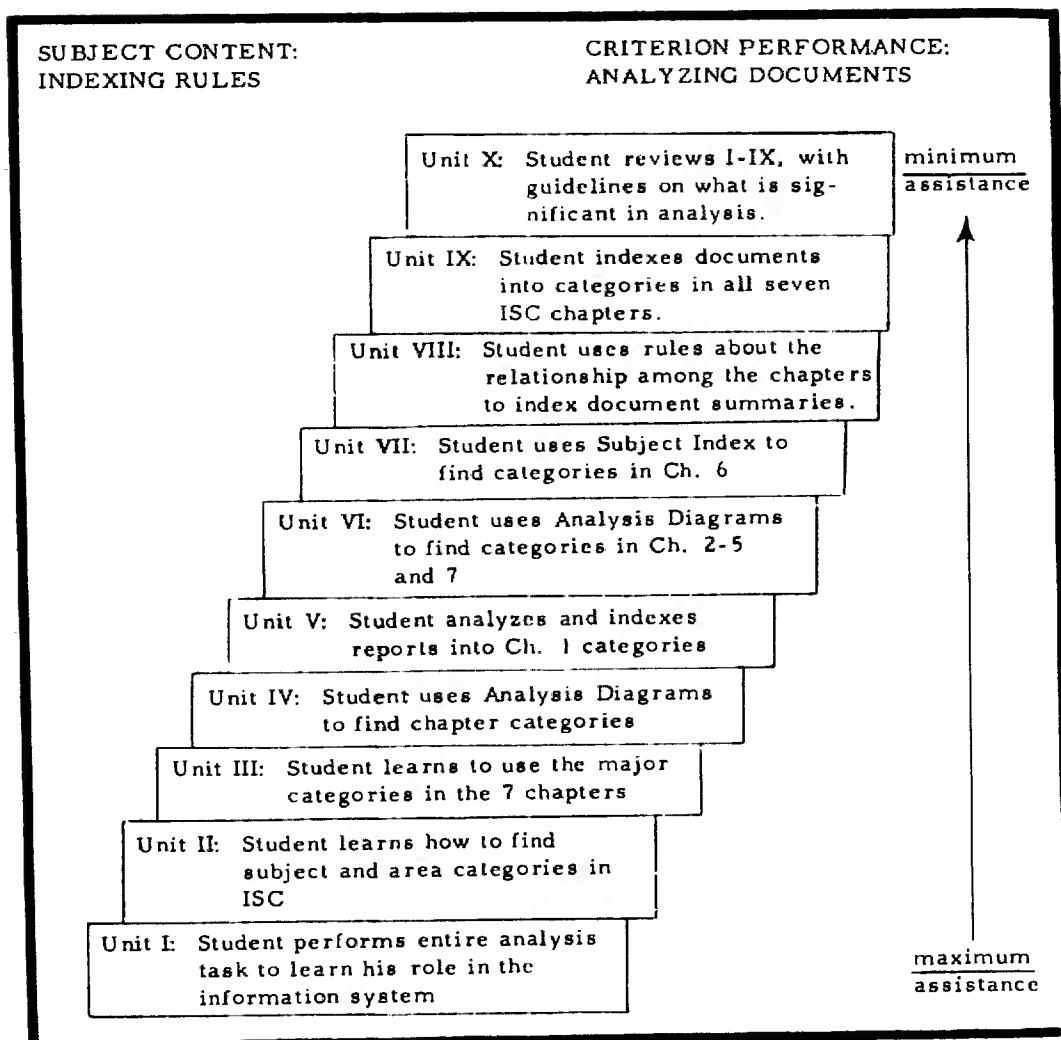 SUBJECT CONTENT:
INDEXING RULES
CRITERION PERFORMANCE:
ANALYZING DOCUMENTS
Unit X: Student reviews I-IX, with
guidelines on what is sig-
nificant in analysis.
minimum
assistance
Unit IX: Student indexes documents
into categories in all seven
ISC chapters.
Unit VIII: Student uses rules about the
relationship among the chapters
to index document summaries.
Unit VII: Student uses Subject Index to
find categories in Ch. 6
Unit VI: Student uses Analysis Diagrams
to find categories in Ch. 2-5
and 7
Unit V: Student analyzes and indexes
reports into Ch. 1 categories
Unit IV: Student uses Analysis Diagrams
to find chapter categories
Unit III: Student learns to use the major
categories in the 7 chapters
Unit II: Student learns how to find
subject and area categories in
ISC
Unit I: Student performs entire analysis
task to learn his role in the
information system
maximum
assistance